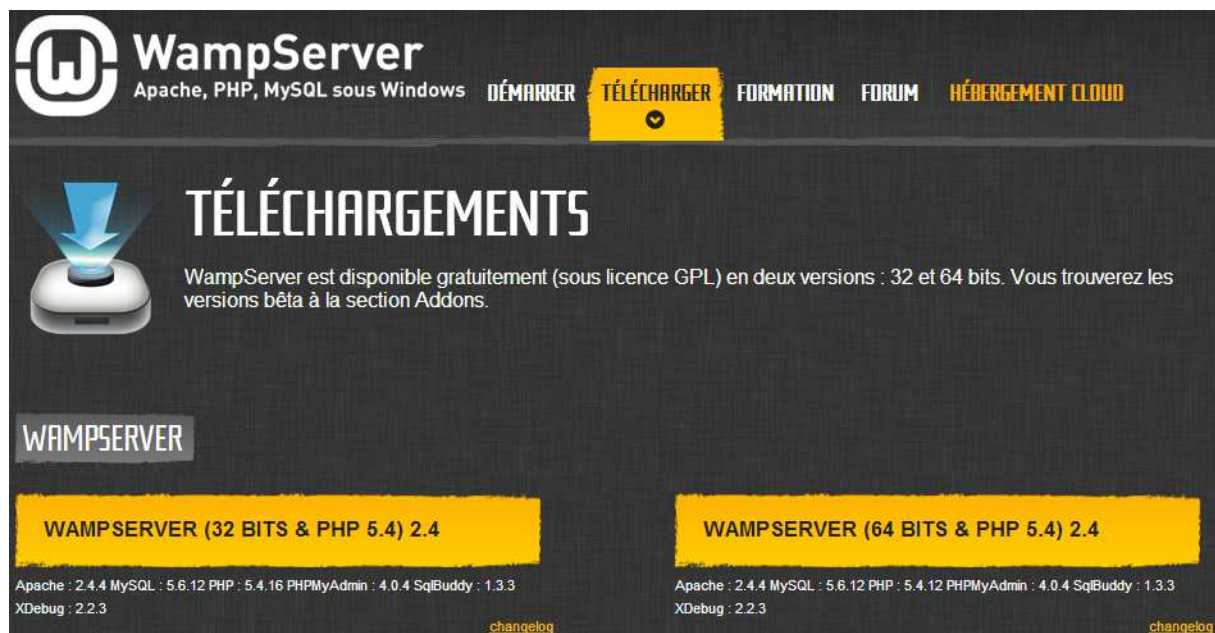 WampServer
Apache, PHP, MySQL sous Windows
DÉMARRER TÉLÉCHARGER FORMATION FORUM HÉBERGEMENT CLOUD
TÉLÉCHARGEMENTS
WampServer est disponible gratuitement (sous licence GPL) en deux versions : 32 et 64 bits. Vous trouverez les
versions bêta à la section Addons.
WAMPSERVER
WAMPSERVER (32 BITS & PHP 5.4) 2.4
Apache : 2.4.4 MySQL : 5.6.12 PHP : 5.4.16 PHPMyAdmin : 4.0.4 SqlBuddy : 1.3.3
XDebug : 2.2.3
changelog
WAMPSERVER (64 BITS & PHP 5.4) 2.4
Apache : 2.4.4 MySQL : 5.6.12 PHP : 5.4.12 PHPMyAdmin : 4.0.4 SqlBuddy : 1.3.3
XDebug : 2.2.3
changelog